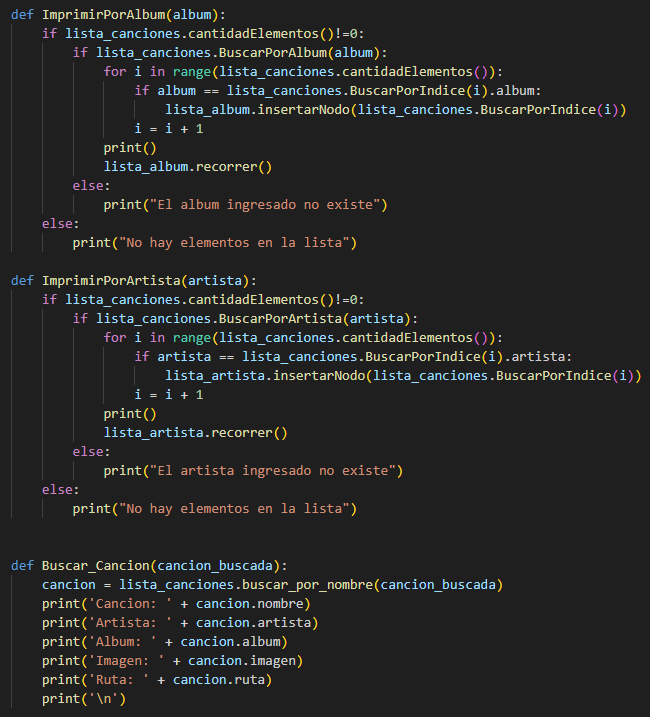 def ImprimirPorAlbum(album):
    if lista_canciones.cantidadElementos()!=0:
        if lista_canciones.BuscarPorAlbum(album):
            for i in range(lista_canciones.cantidadElementos()):
                if album == lista_canciones.BuscarPorIndice(i).album:
                    lista_album.insertarNodo(lista_canciones.BuscarPorIndice(i))
                i = i + 1
            print()
            lista_album.recorrer()
        else:
            print("El album ingresado no existe")
    else:
        print("No hay elementos en la lista")

def ImprimirPorArtista(artista):
    if lista_canciones.cantidadElementos()!=0:
        if lista_canciones.BuscarPorArtista(artista):
            for i in range(lista_canciones.cantidadElementos()):
                if artista == lista_canciones.BuscarPorIndice(i).artista:
                    lista_artista.insertarNodo(lista_canciones.BuscarPorIndice(i))
                i = i + 1
            print()
            lista_artista.recorrer()
        else:
            print("El artista ingresado no existe")
    else:
        print("No hay elementos en la lista")


def Buscar_Cancion(cancion_buscada):
    cancion = lista_canciones.buscar_por_nombre(cancion_buscada)
    print('Cancion: ' + cancion.nombre)
    print('Artista: ' + cancion.artista)
    print('Album: ' + cancion.album)
    print('Imagen: ' + cancion.imagen)
    print('Ruta: ' + cancion.ruta)
    print('\n')